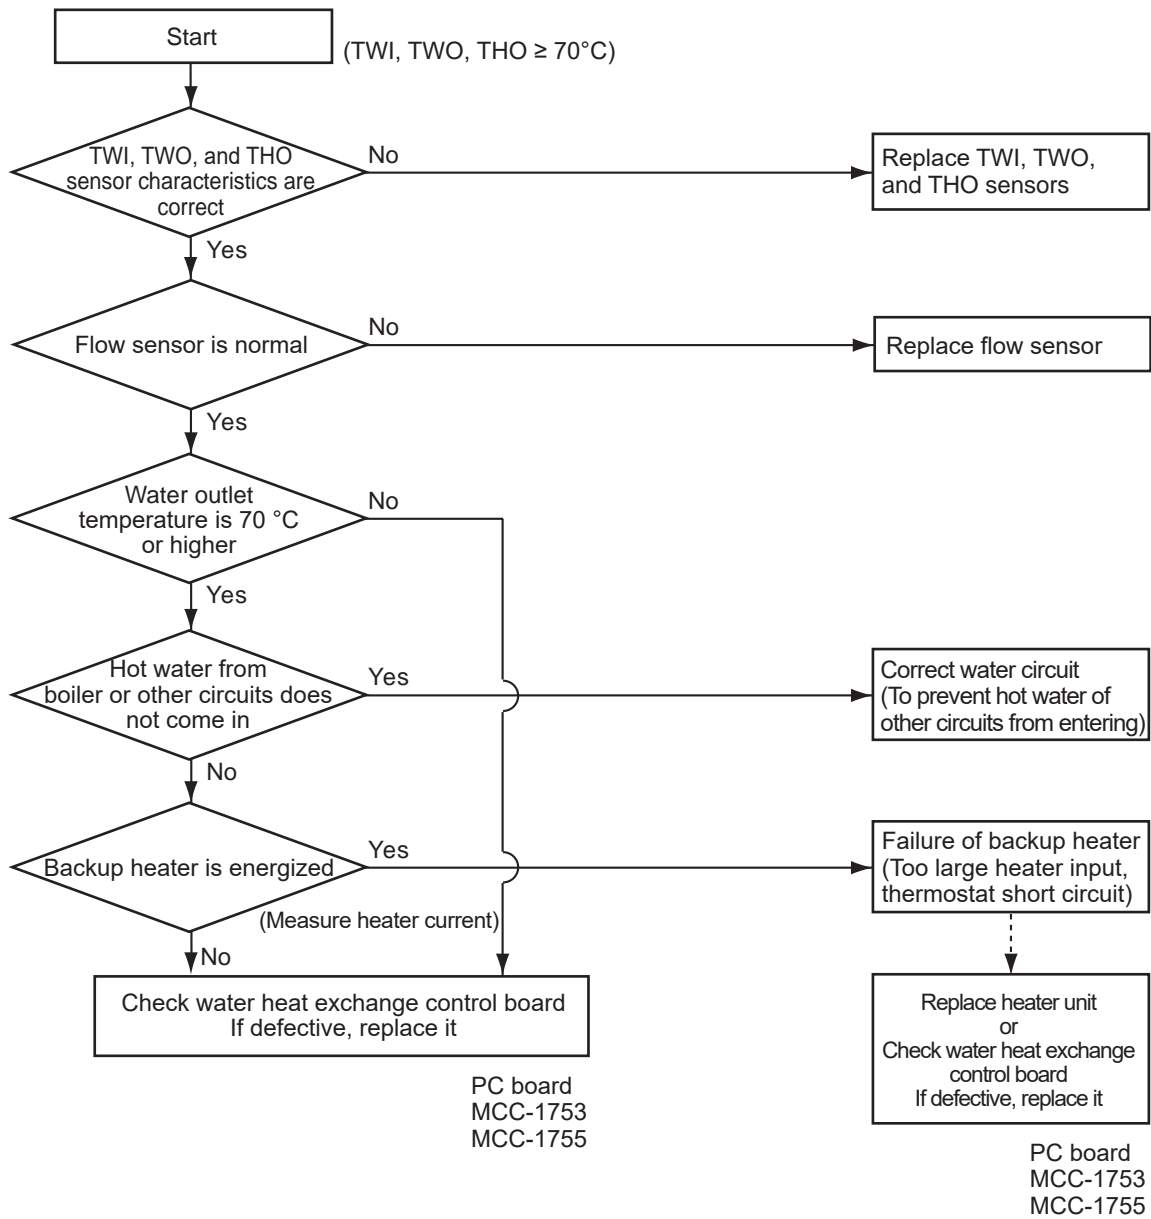 Start
(TWI, TWO, THO ≥ 70°C)
TWI, TWO, and THO
sensor characteristics are
correct
No
Replace TWI, TWO,
and THO sensors
Yes
Flow sensor is normal
No
Replace flow sensor
Yes
Water outlet
temperature is 70 °C
or higher
No
Yes
Hot water from
boiler or other circuits does
not come in
Yes
Correct water circuit
(To prevent hot water of
other circuits from entering)
No
Backup heater is energized
Yes
Failure of backup heater
(Too large heater input,
thermostat short circuit)
(Measure heater current)
No
Check water heat exchange control board
If defective, replace it
PC board
MCC-1753
MCC-1755
Replace heater unit
or
Check water heat exchange
control board
If defective, replace it
PC board
MCC-1753
MCC-1755